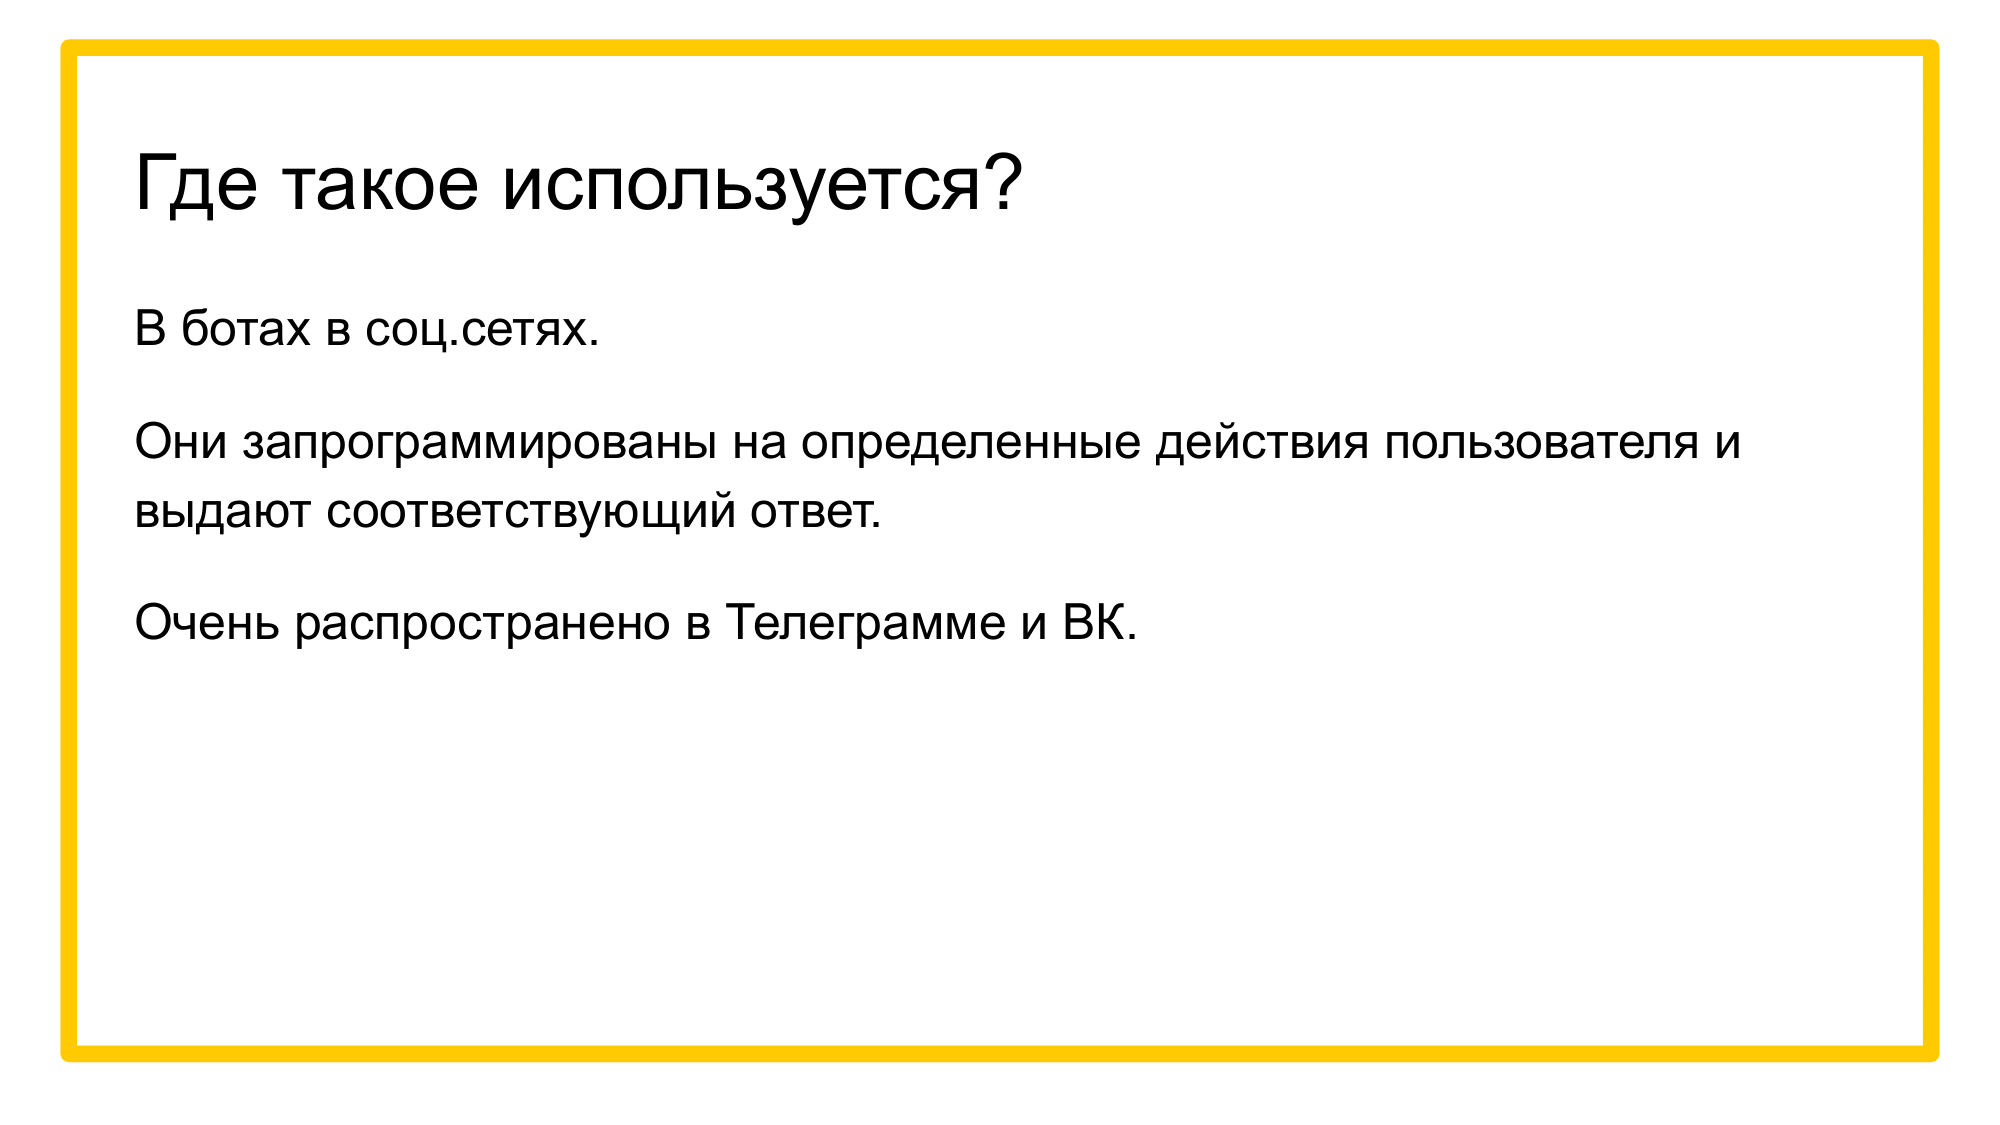 Где такое используется?
В ботах в соц.сетях.
Они запрограммированы на определенные действия пользователя и
выдают соответствующий ответ.
Очень распространено в Телеграмме и ВК.